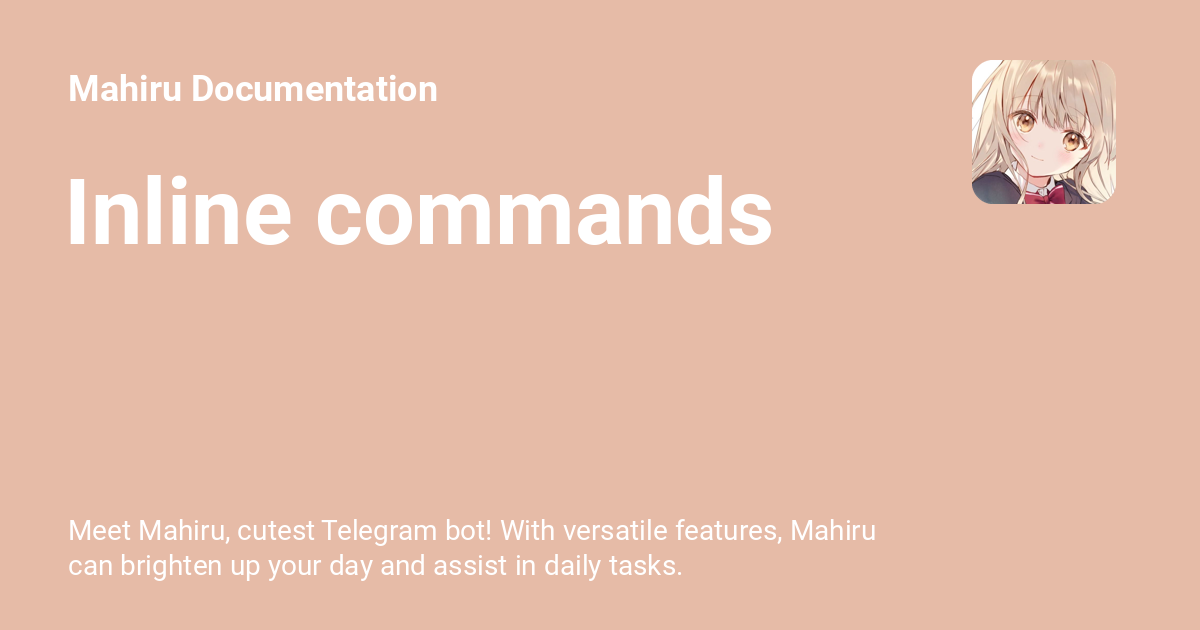 Mahiru Documentation
Inline commands
Meet Mahiru, cutest Telegram bot! With versatile features, Mahiru
can brighten up your day and assist in daily tasks.